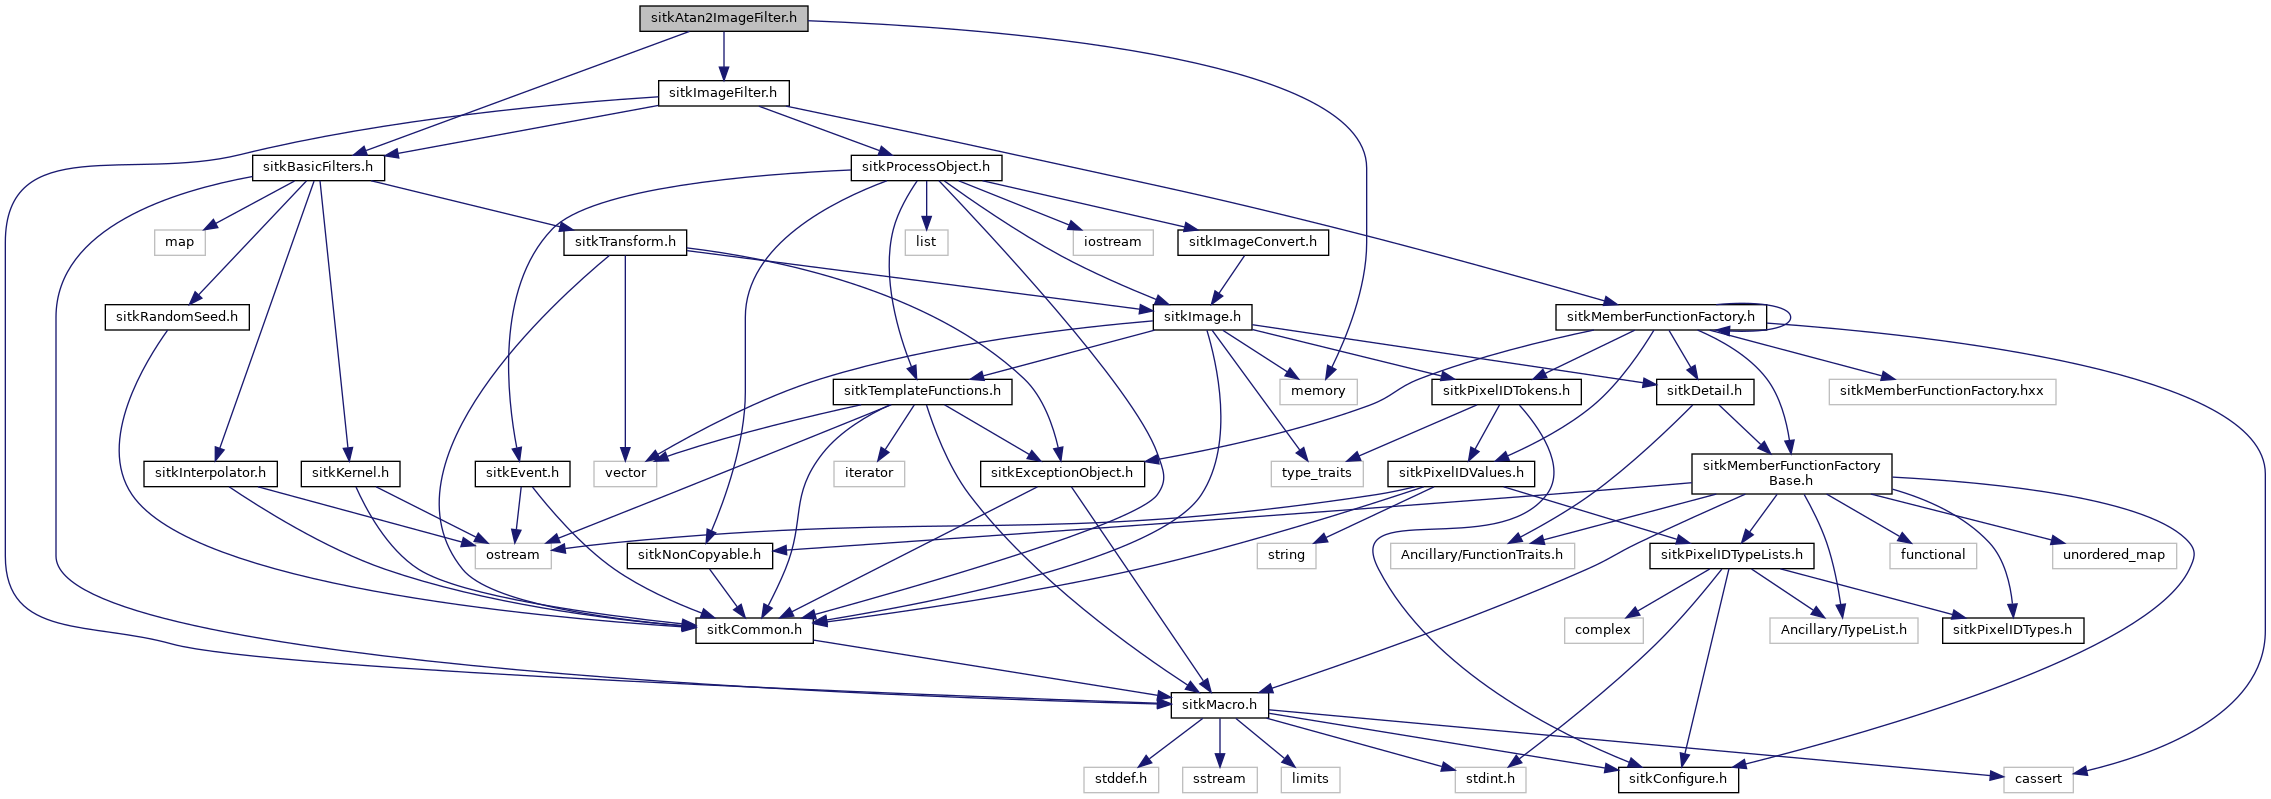 sitkAtan2ImageFilter.h
sitkImageFilter.h
sitkBasicFilters.h
sitkProcessObject.h
map
sitkTransform.h
list
iostream
sitkImageConvert.h
sitkRandomSeed.h
sitkImage.h
sitkMemberFunctionFactory.h
sitkTemplateFunctions.h
memory
sitkPixelIDTokens.h
sitkDetail.h
sitkMemberFunctionFactory.hxx
sitkInterpolator.h
sitkKernel.h
sitkEvent.h
vector
iterator
sitkExceptionObject.h
type_traits
sitkPixelIDValues.h
sitkMemberFunctionFactory
Base.h
ostream
sitkNonCopyable.h
string
Ancillary/FunctionTraits.h
sitkPixelIDTypeLists.h
functional
unordered_map
sitkCommon.h
complex
Ancillary/TypeList.h
sitkPixelIDTypes.h
sitkMacro.h
stddef.h
sstream
limits
stdint.h
sitkConfigure.h
cassert